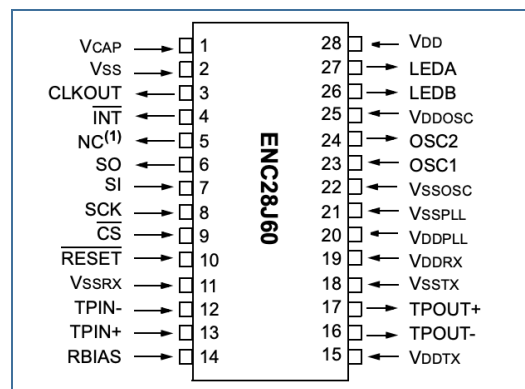 VCAP 1 28 VDD
VSS 2 27 LEDA
CLKOUT 3 26 LEDB
INT 4 25 VDDOSC
NC(1) 5 24 OSC2
SO 6 23 OSC1
SI 7 22 VSSOSC
SCK 8 21 VSSPLL
CS 9 20 VDDPLL
RESET 10 19 VDDRX
VSSRX 11 18 VSSTX
TPIN- 12 17 TPOUT+
TPIN+ 13 16 TPOUT-
RBIAS 14 15 VDDTX
ENC28J60